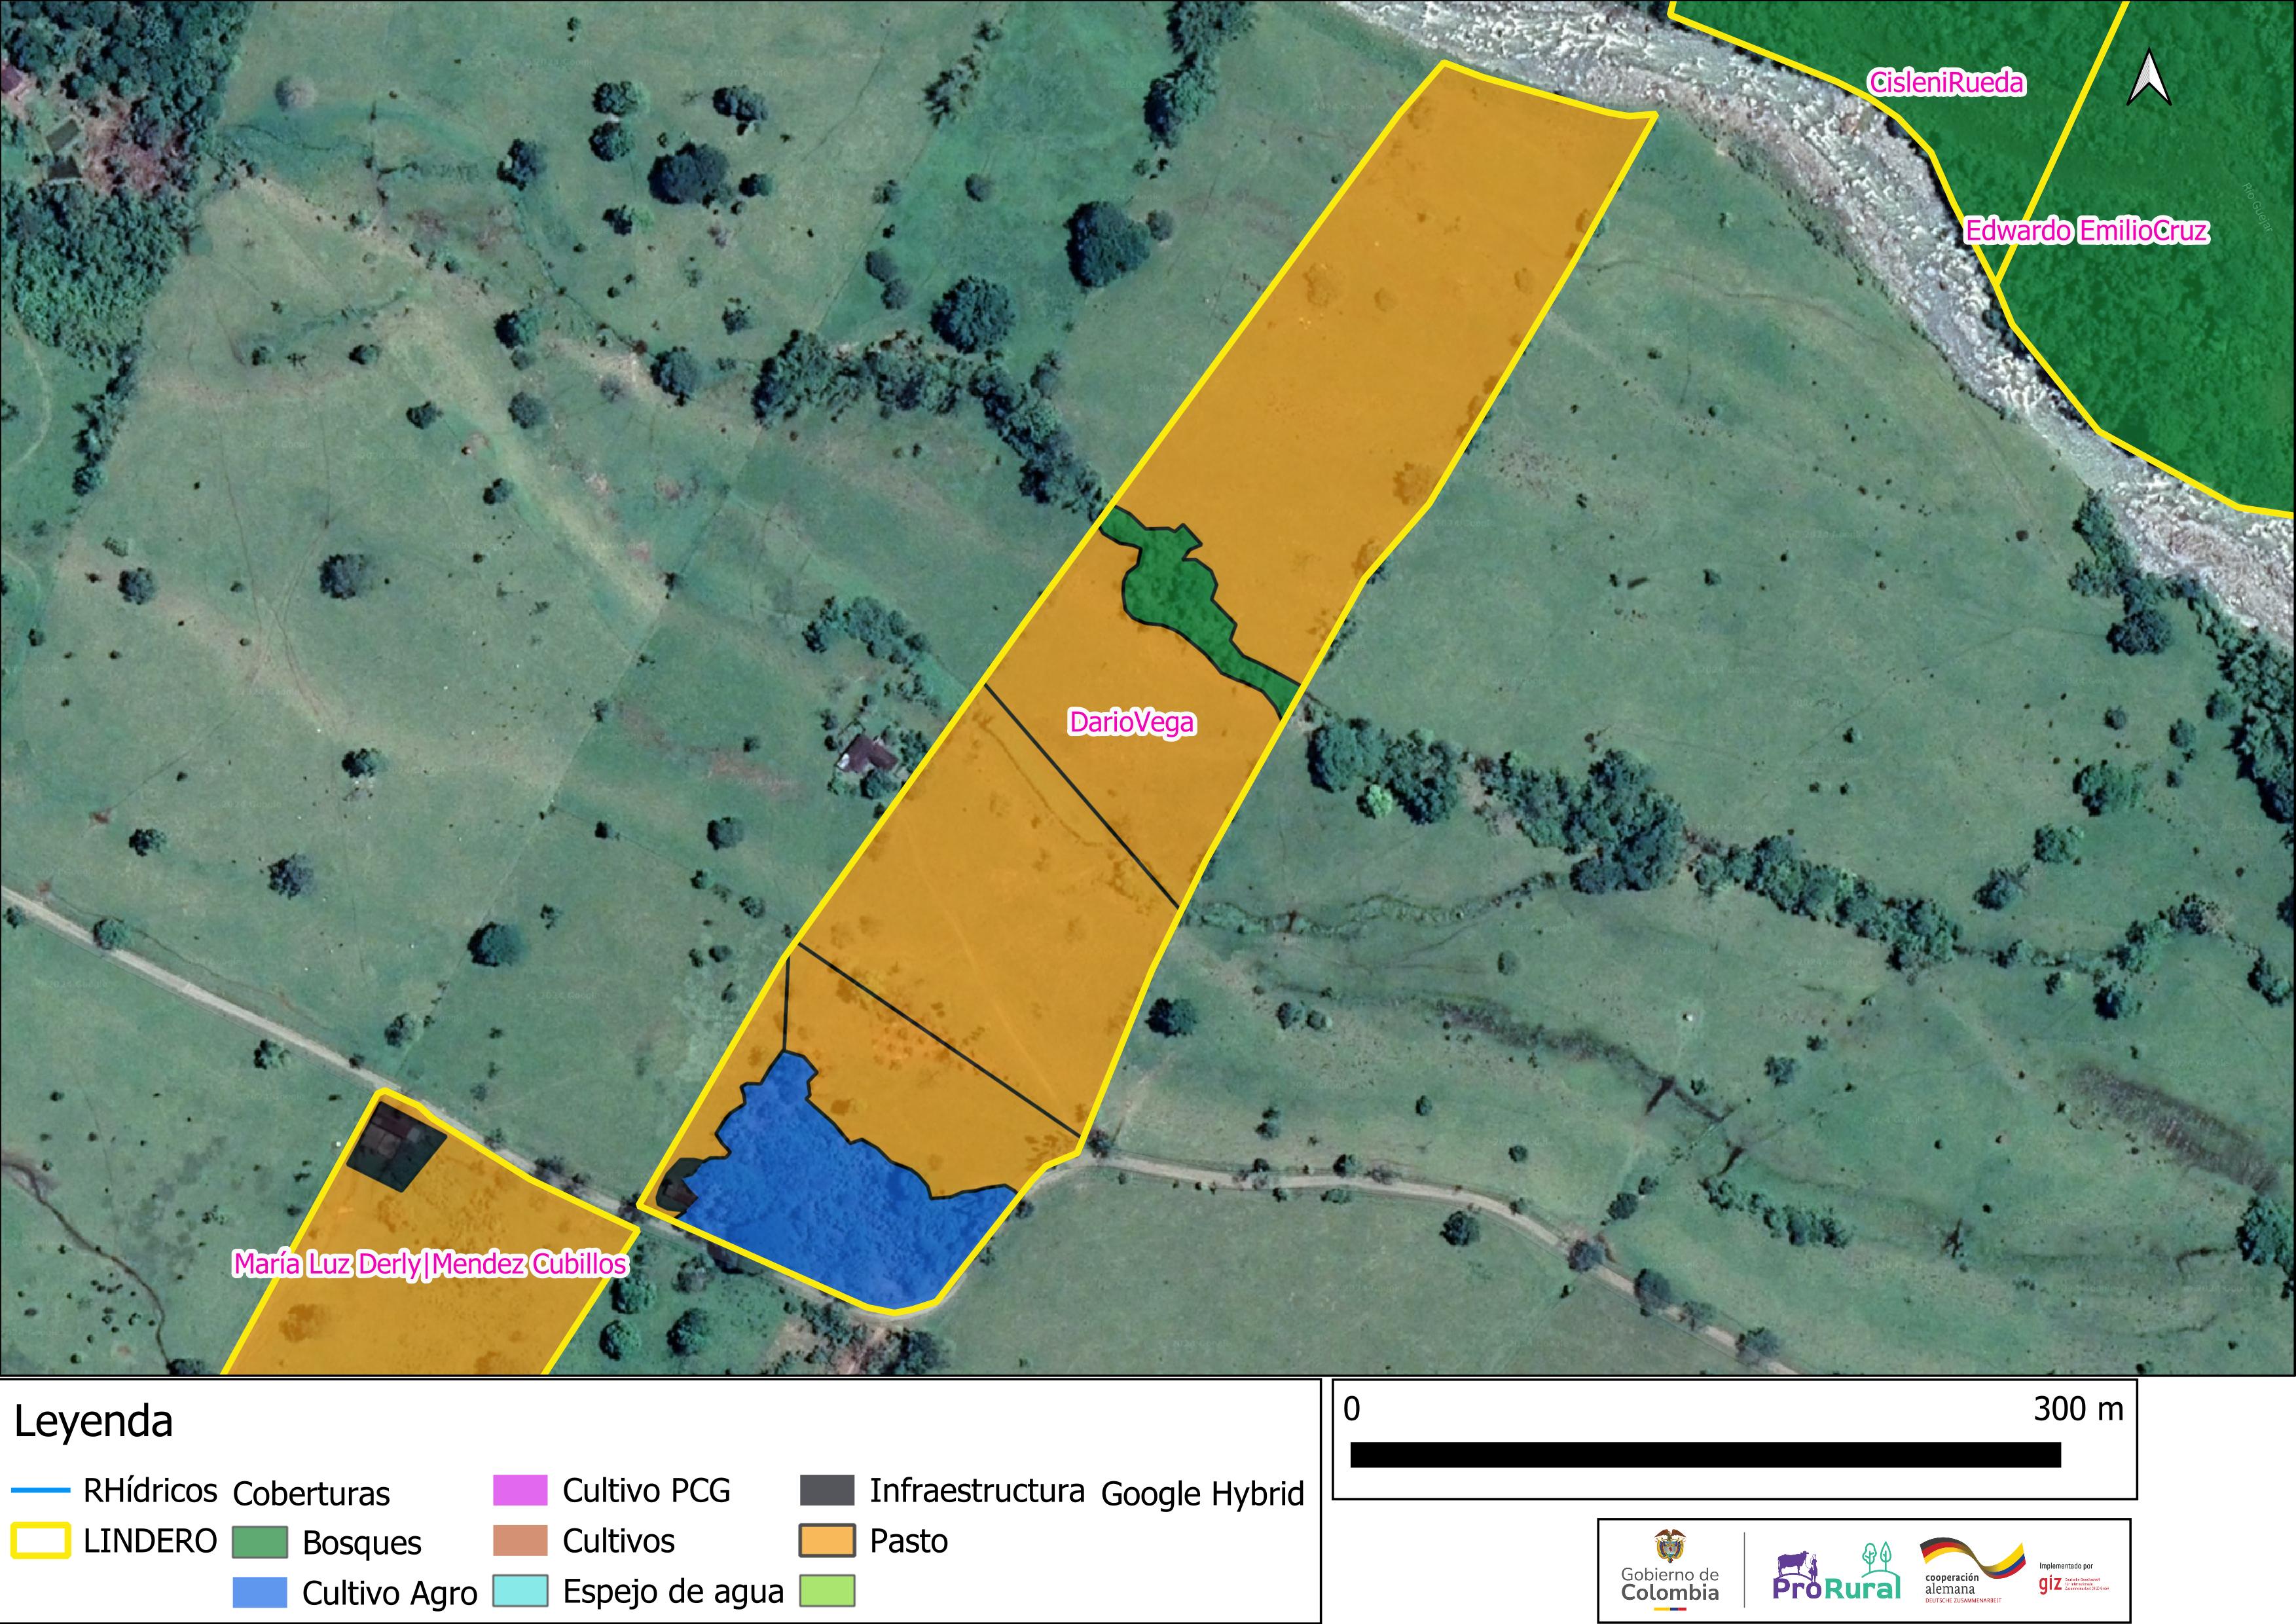 CisleniRueda
Edwardo EmilioCruz
Río Guejar
DarioVega
María Luz Derly|Mendez Cubillos
Leyenda
RHídricos
LINDERO
Coberturas
Bosques
Cultivo Agro
Cultivo PCG
Cultivos
Espejo de agua
Infraestructura
Pasto
Google Hybrid
0 300 m
Gobierno de
Colombia
ProRural
cooperación
alemana
DEUTSCHE ZUSAMMENARBEIT
Implementado por
giz